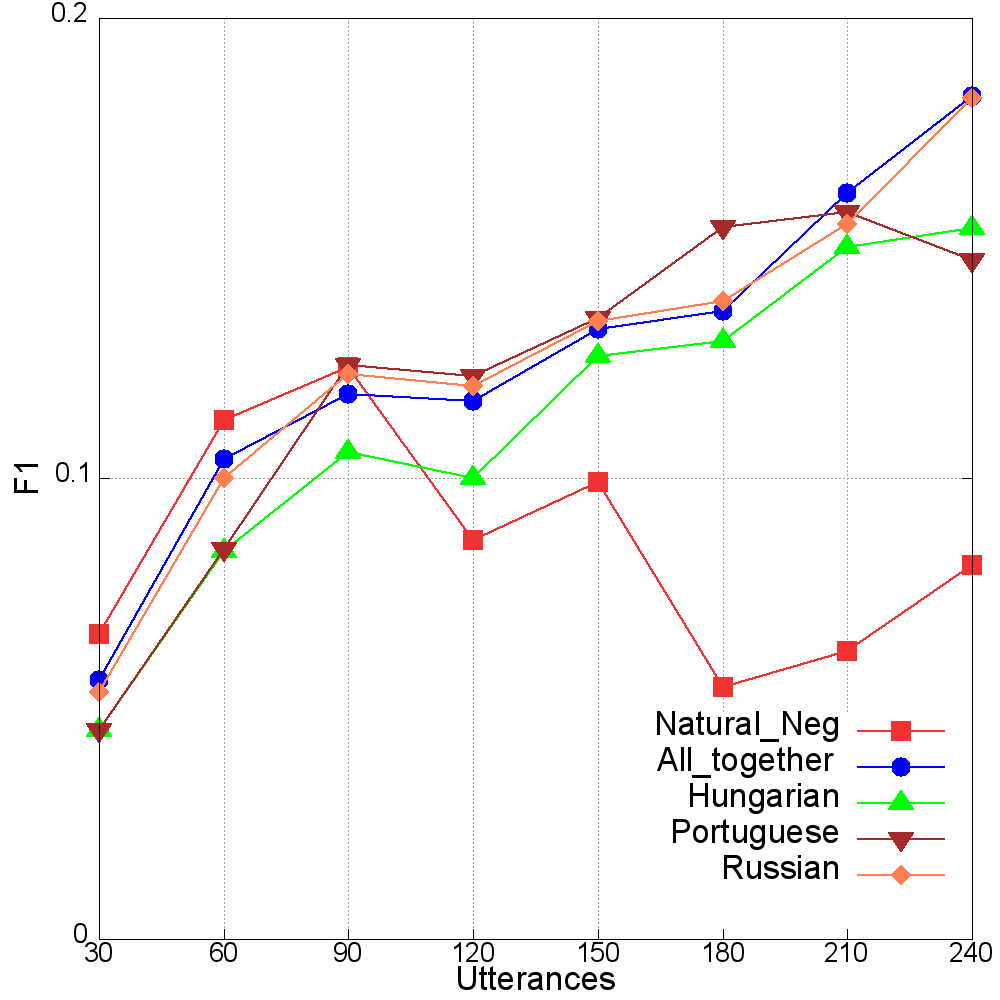 0.2
F1
0.1
Natural_Neg
All_together
Hungarian
Portuguese
Russian
0
30 60 90 120 150 180 210 240
Utterances